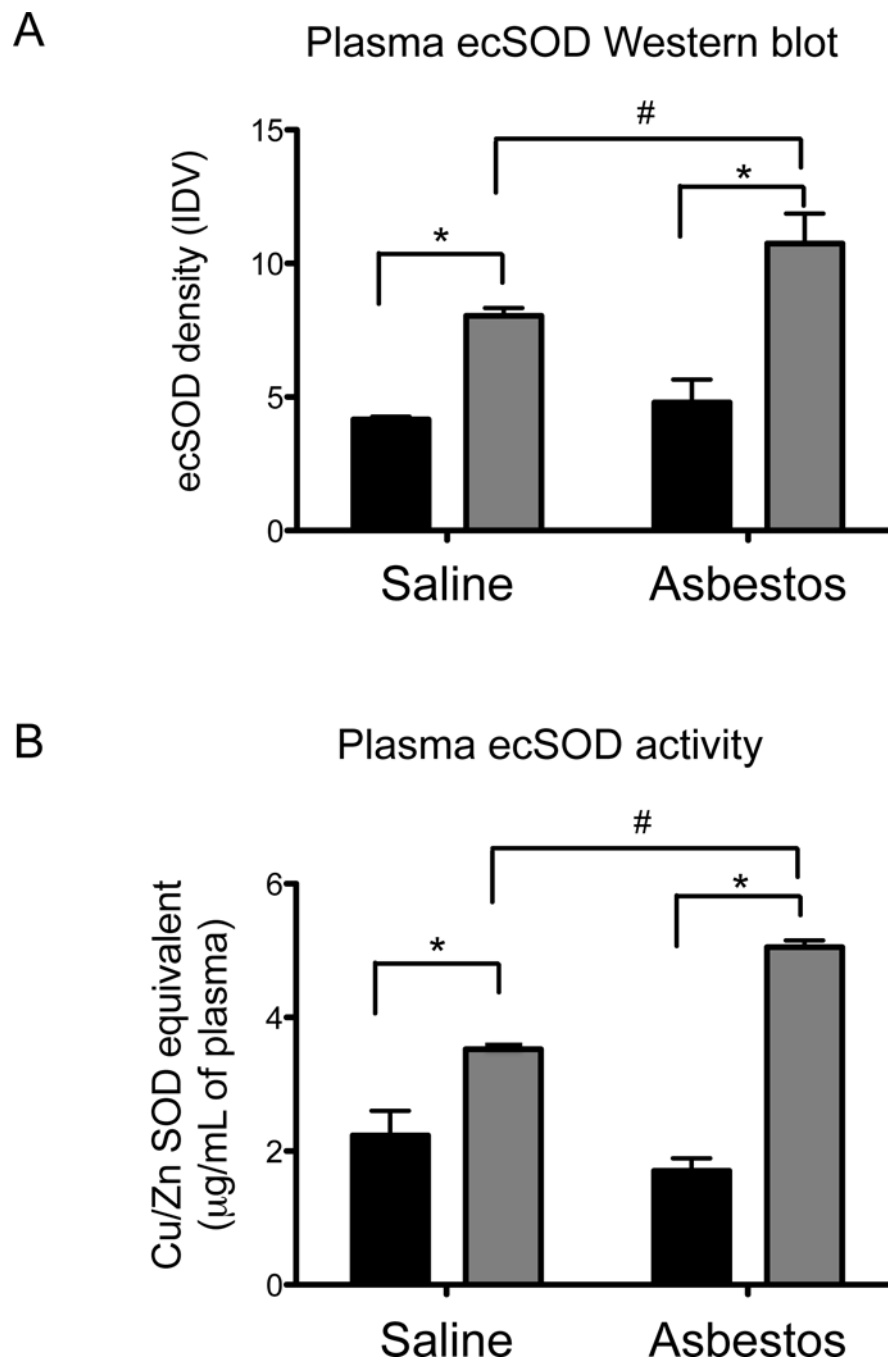 A
Plasma ecSOD Western blot
#
15
*
*
ecSOD density (IDV)
10
5
0
Saline Asbestos
B
Plasma ecSOD activity
#
6
*
*
Cu/Zn SOD equivalent
(μg/mL of plasma)
4
2
0
Saline Asbestos